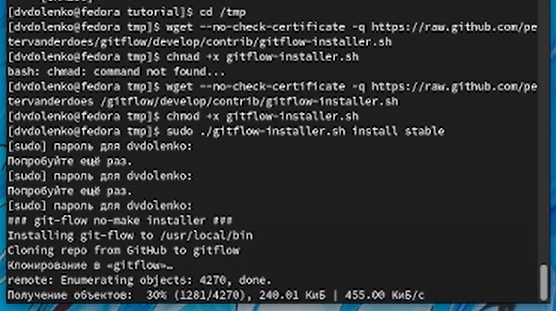 [dvdolenko@fedora tutorial]$ cd /tmp
[dvdolenko@fedora tmp]$ wget --no-check-certificate -q https://raw.github.com/pe
tervanderdoes/gitflow/develop/contrib/gitflow-installer.sh
[dvdolenko@fedora tmp]$ chmad +x gitflow-installer.sh
bash: chmad: command not found...
[dvdolenko@fedora tmp]$ wget --no-check-certificate -q https://raw.github.com/pe
tervanderdoes /gitflow/develop/contrib/gitflow-installer.sh
[dvdolenko@fedora tmp]$ chmod +x gitflow-installer.sh
[dvdolenko@fedora tmp]$ sudo ./gitflow-installer.sh install stable
[sudo] пароль для dvdolenko:
Попробуйте ещё раз.
[sudo] пароль для dvdolenko:
Попробуйте ещё раз.
[sudo] пароль для dvdolenko:
### git-flow no-make installer ###
Installing git-flow to /usr/local/bin
Cloning repo from GitHub to gitflow
Клонирование в «gitflow»…
remote: Enumerating objects: 4270, done.
Получение объектов: 30% (1281/4270), 240.01 КиБ | 455.00 КиБ/с